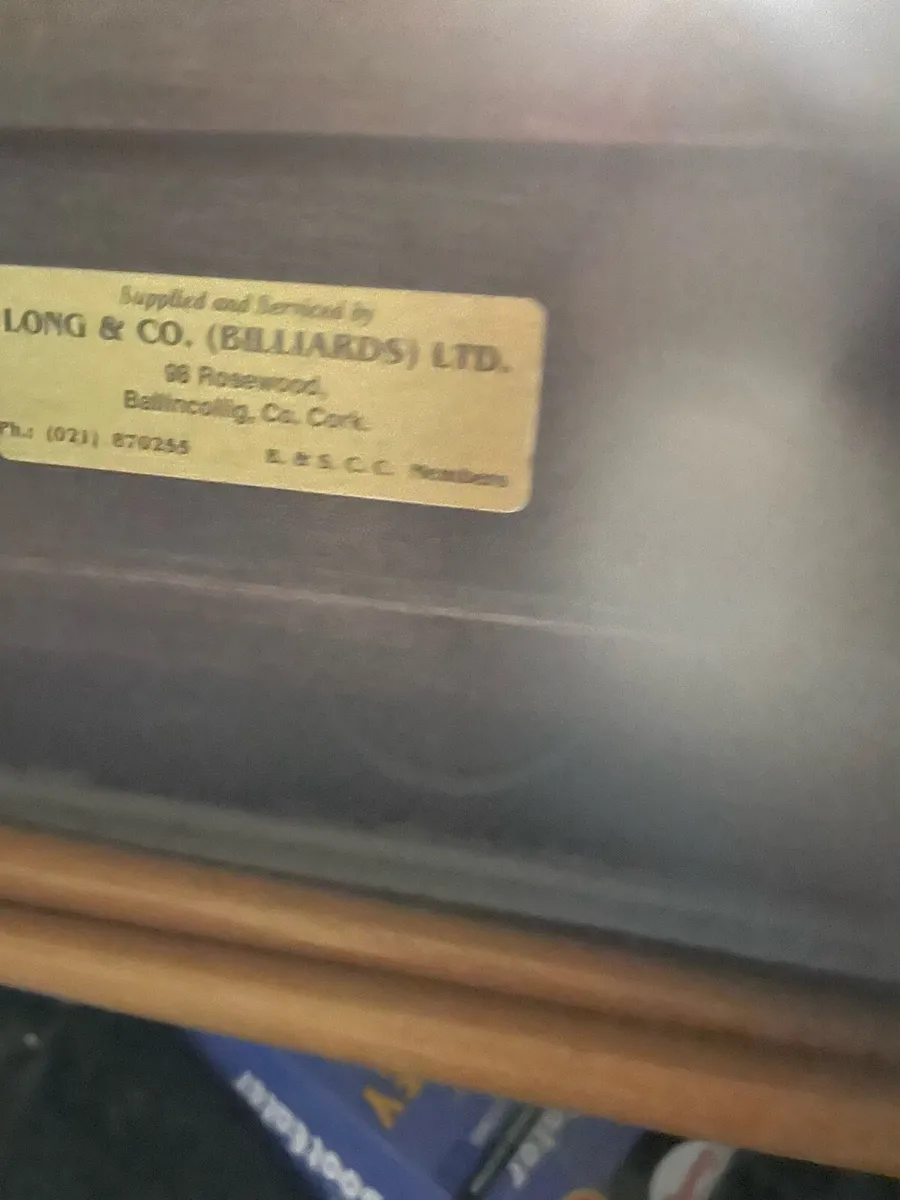 Supplied and Serviced by
LONG & CO. (BILLIARDS) LTD.
98 Rosewood,
Ballincollig, Co. Cork.
Ph.: (021) 870255 B. & S. C. C. Members